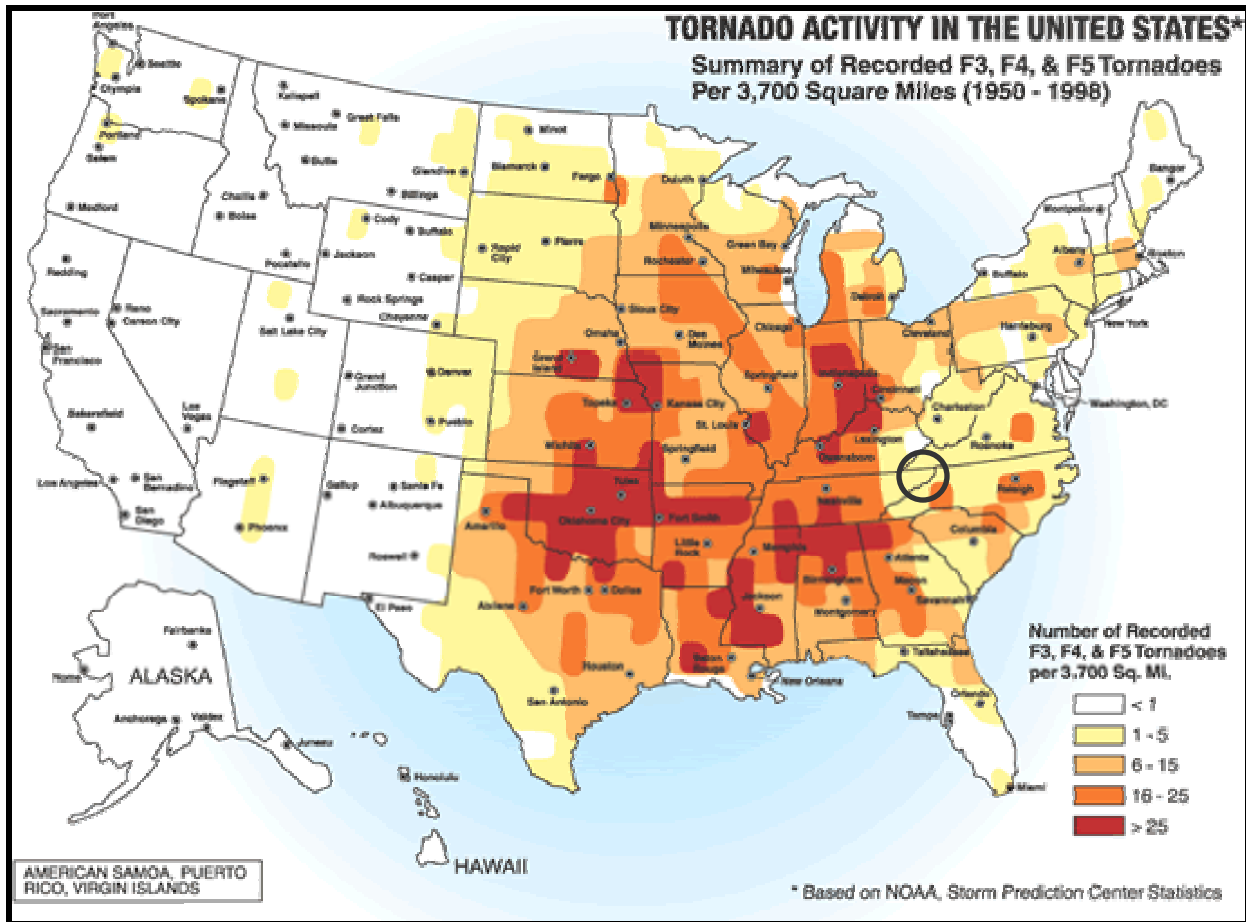 TORNADO ACTIVITY IN THE UNITED STATES*
Summary of Recorded F3, F4, & F5 Tornadoes
Per 3,700 Square Miles (1950 - 1998)
Port
Angeles
Seattle
Olympia
Spokane
Portland
Salem
Medford
Kalispell
Great Falls
Missoula
Butte
Glendive
Billings
Challis
Boise
Pocatello
Minot
Bismarck
Fargo
Duluth
Cody
Buffalo
Jackson
Casper
Rock Springs
Cheyenne
Rapid
City
Pierre
Minneapolis
Rochester
Green Bay
Milwaukee
Detroit
Bangor
Montpelier
Albany
Boston
Buffalo
New York
Harrisburg
Cleveland
Washington, DC
Redding
Sacramento
San
Francisco
Reno
Carson City
Salt Lake City
Bakersfield
Las
Vegas
Los Angeles
San
Bernadino
San
Diego
Grand
Junction
Denver
Pueblo
Cortez
Sioux City
Omaha
Des
Moines
Chicago
Grand
Island
Topeka
Kansas City
Springfield
Indianapolis
Cincinnati
Charleston
St. Louis
Lexington
Owensboro
Roanoke
Wichita
Springfield
Flagstaff
Phoenix
Gallup
Santa Fe
Albuquerque
Roswell
El Paso
Amarillo
Tulsa
Oklahoma City
Fort Smith
Little
Rock
Memphis
Nashville
Raleigh
Columbia
Atlanta
Macon
Savannah
Birmingham
Montgomery
Jackson
Abilene
Fort Worth
Dallas
Houston
San Antonio
Baton
Rouge
New Orleans
Tallahassee
Orlando
Tampa
Miami
Fairbanks
Nome
ALASKA
Anchorage
Valdez
Juneau
Honolulu
HAWAII
Number of Recorded
F3, F4, & F5 Tornadoes
per 3,700 Sq. Mi.
< 1
1 - 5
6 - 15
16 - 25
> 25
AMERICAN SAMOA, PUERTO
RICO, VIRGIN ISLANDS
* Based on NOAA, Storm Prediction Center Statistics